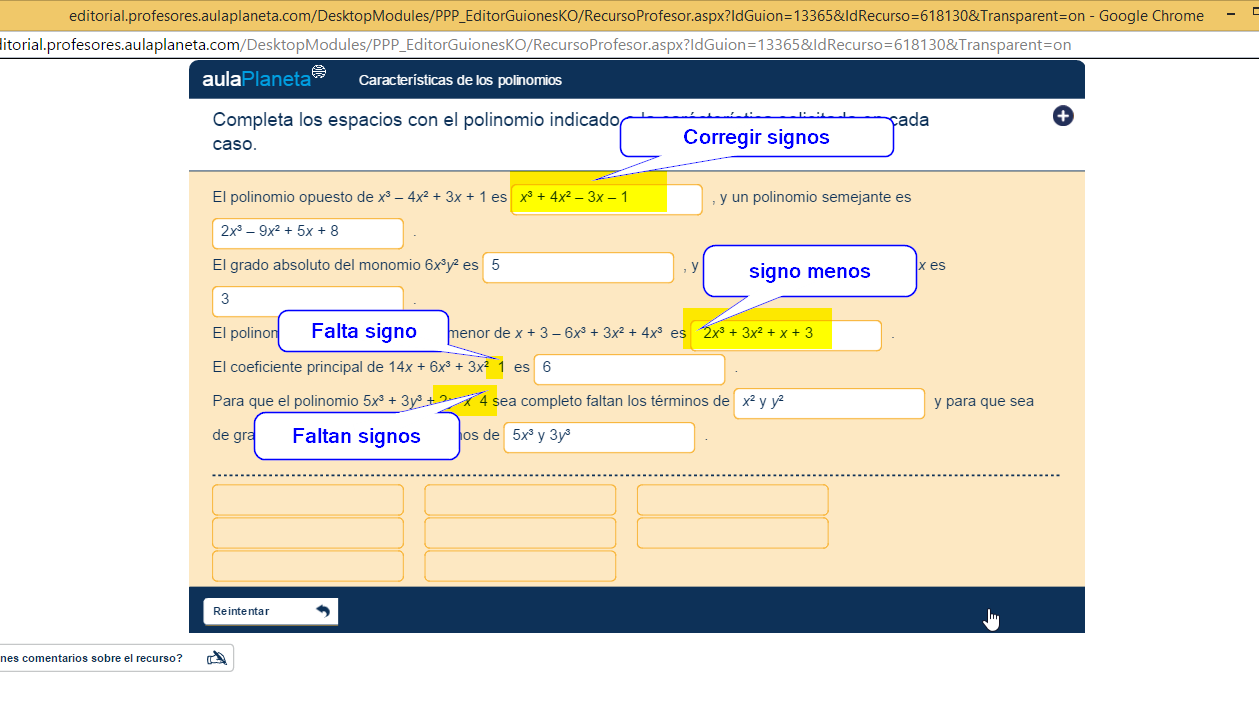 editorial.profesores.aulaplaneta.com/DesktopModules/PPP_EditorGuionesKO/RecursoProfesor.aspx?IdGuion=13365&IdRecurso=618130&Transparent=on - Google Chrome
ditorial.profesores.aulaplaneta.com/DesktopModules/PPP_EditorGuionesKO/RecursoProfesor.aspx?IdGuion=13365&IdRecurso=618130&Transparent=on
aulaPlaneta Características de los polinomios
Completa los espacios con el polinomio indicado cada
caso.
Corregir signos
El polinomio opuesto de x³ – 4x² + 3x + 1 es x³ + 4x² – 3x – 1 , y un polinomio semejante es
2x³ – 9x² + 5x + 8 .
El grado absoluto del monomio 6x³y² es 5 , y x es
signo menos
3 .
El menor de x + 3 – 6x³ + 3x² + 4x³ es 2x³ + 3x² + x + 3 .
Falta signo
El coeficiente principal de 14x + 6x³ + 3x² 1 es 6 .
Para que el polinomio 5x³ + 3y³ + x 4 sea completo faltan los términos de x² y y² y para que sea
de de 5x³ y 3y³ .
Faltan signos
Reintentar
nes comentarios sobre el recurso?